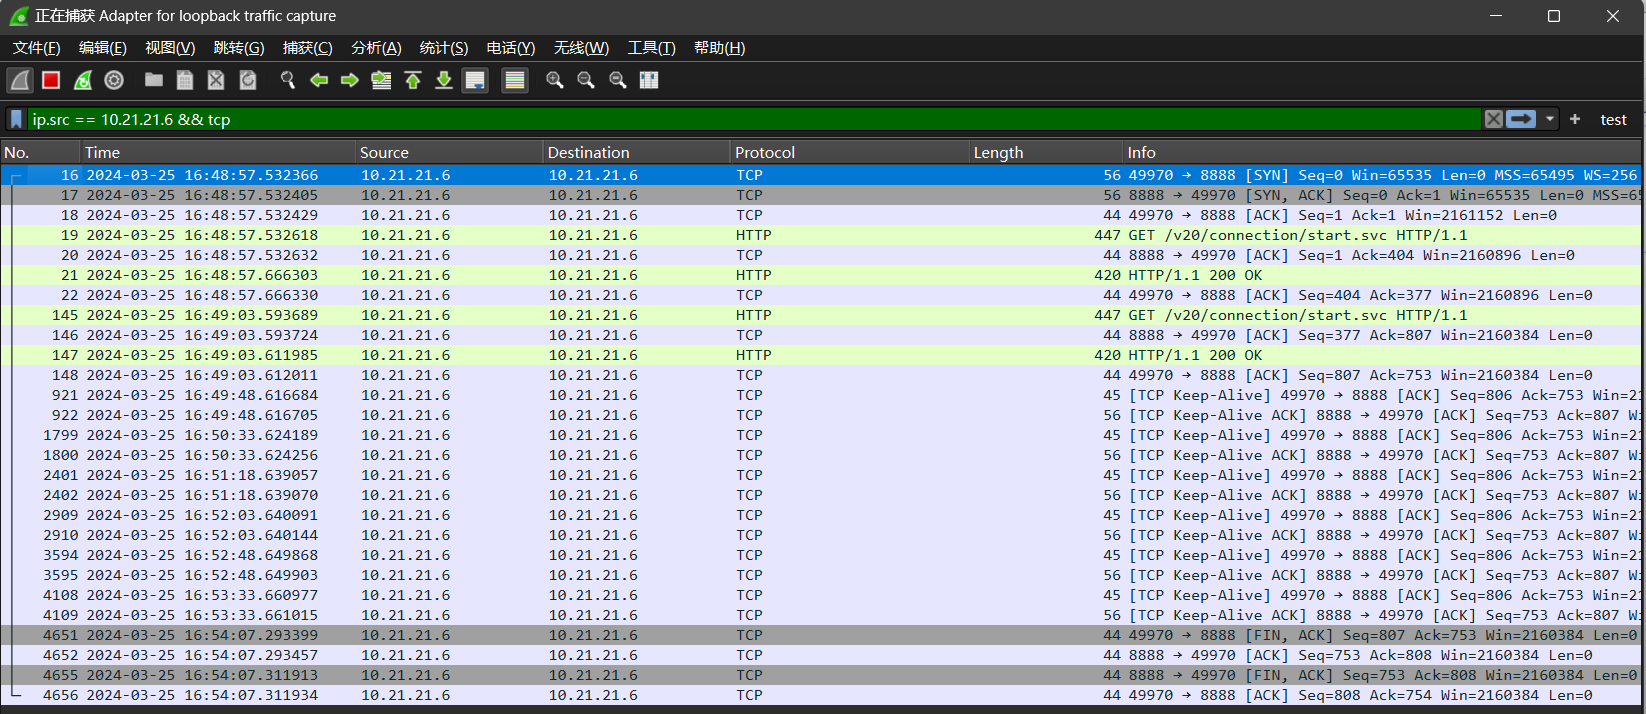 正在捕获 Adapter for loopback traffic capture
文件(F) 编辑(E) 视图(V) 跳转(G) 捕获(C) 分析(A) 统计(S) 电话(Y) 无线(W) 工具(T) 帮助(H)
ip.src == 10.21.21.6 && tcp + test
No. Time Source Destination Protocol Length Info
16 2024-03-25 16:48:57.532366 10.21.21.6 10.21.21.6 TCP 56 49970 → 8888 [SYN] Seq=0 Win=65535 Len=0 MSS=65495 WS=256
17 2024-03-25 16:48:57.532405 10.21.21.6 10.21.21.6 TCP 56 8888 → 49970 [SYN, ACK] Seq=0 Ack=1 Win=65535 Len=0 MSS=65
18 2024-03-25 16:48:57.532429 10.21.21.6 10.21.21.6 TCP 44 49970 → 8888 [ACK] Seq=1 Ack=1 Win=2161152 Len=0
19 2024-03-25 16:48:57.532618 10.21.21.6 10.21.21.6 HTTP 447 GET /v20/connection/start.svc HTTP/1.1
20 2024-03-25 16:48:57.532632 10.21.21.6 10.21.21.6 TCP 44 8888 → 49970 [ACK] Seq=1 Ack=404 Win=2160896 Len=0
21 2024-03-25 16:48:57.666303 10.21.21.6 10.21.21.6 HTTP 420 HTTP/1.1 200 OK
22 2024-03-25 16:48:57.666330 10.21.21.6 10.21.21.6 TCP 44 49970 → 8888 [ACK] Seq=404 Ack=377 Win=2160896 Len=0
145 2024-03-25 16:49:03.593689 10.21.21.6 10.21.21.6 HTTP 447 GET /v20/connection/start.svc HTTP/1.1
146 2024-03-25 16:49:03.593724 10.21.21.6 10.21.21.6 TCP 44 8888 → 49970 [ACK] Seq=377 Ack=807 Win=2160384 Len=0
147 2024-03-25 16:49:03.611985 10.21.21.6 10.21.21.6 HTTP 420 HTTP/1.1 200 OK
148 2024-03-25 16:49:03.612011 10.21.21.6 10.21.21.6 TCP 44 49970 → 8888 [ACK] Seq=807 Ack=753 Win=2160384 Len=0
921 2024-03-25 16:49:48.616684 10.21.21.6 10.21.21.6 TCP 45 [TCP Keep-Alive] 49970 → 8888 [ACK] Seq=806 Ack=753 Win=21
922 2024-03-25 16:49:48.616705 10.21.21.6 10.21.21.6 TCP 56 [TCP Keep-Alive ACK] 8888 → 49970 [ACK] Seq=753 Ack=807 Wi
1799 2024-03-25 16:50:33.624189 10.21.21.6 10.21.21.6 TCP 45 [TCP Keep-Alive] 49970 → 8888 [ACK] Seq=806 Ack=753 Win=21
1800 2024-03-25 16:50:33.624256 10.21.21.6 10.21.21.6 TCP 56 [TCP Keep-Alive ACK] 8888 → 49970 [ACK] Seq=753 Ack=807 Wi
2401 2024-03-25 16:51:18.639057 10.21.21.6 10.21.21.6 TCP 45 [TCP Keep-Alive] 49970 → 8888 [ACK] Seq=806 Ack=753 Win=21
2402 2024-03-25 16:51:18.639070 10.21.21.6 10.21.21.6 TCP 56 [TCP Keep-Alive ACK] 8888 → 49970 [ACK] Seq=753 Ack=807 Wi
2909 2024-03-25 16:52:03.640091 10.21.21.6 10.21.21.6 TCP 45 [TCP Keep-Alive] 49970 → 8888 [ACK] Seq=806 Ack=753 Win=21
2910 2024-03-25 16:52:03.640144 10.21.21.6 10.21.21.6 TCP 56 [TCP Keep-Alive ACK] 8888 → 49970 [ACK] Seq=753 Ack=807 Wi
3594 2024-03-25 16:52:48.649868 10.21.21.6 10.21.21.6 TCP 45 [TCP Keep-Alive] 49970 → 8888 [ACK] Seq=806 Ack=753 Win=21
3595 2024-03-25 16:52:48.649903 10.21.21.6 10.21.21.6 TCP 56 [TCP Keep-Alive ACK] 8888 → 49970 [ACK] Seq=753 Ack=807 Wi
4108 2024-03-25 16:53:33.660977 10.21.21.6 10.21.21.6 TCP 45 [TCP Keep-Alive] 49970 → 8888 [ACK] Seq=806 Ack=753 Win=21
4109 2024-03-25 16:53:33.661015 10.21.21.6 10.21.21.6 TCP 56 [TCP Keep-Alive ACK] 8888 → 49970 [ACK] Seq=753 Ack=807 Wi
4651 2024-03-25 16:54:07.293399 10.21.21.6 10.21.21.6 TCP 44 49970 → 8888 [FIN, ACK] Seq=807 Ack=753 Win=2160384 Len=0
4652 2024-03-25 16:54:07.293457 10.21.21.6 10.21.21.6 TCP 44 8888 → 49970 [ACK] Seq=753 Ack=808 Win=2160384 Len=0
4655 2024-03-25 16:54:07.311913 10.21.21.6 10.21.21.6 TCP 44 8888 → 49970 [FIN, ACK] Seq=753 Ack=808 Win=2160384 Len=0
4656 2024-03-25 16:54:07.311934 10.21.21.6 10.21.21.6 TCP 44 49970 → 8888 [ACK] Seq=808 Ack=754 Win=2160384 Len=0